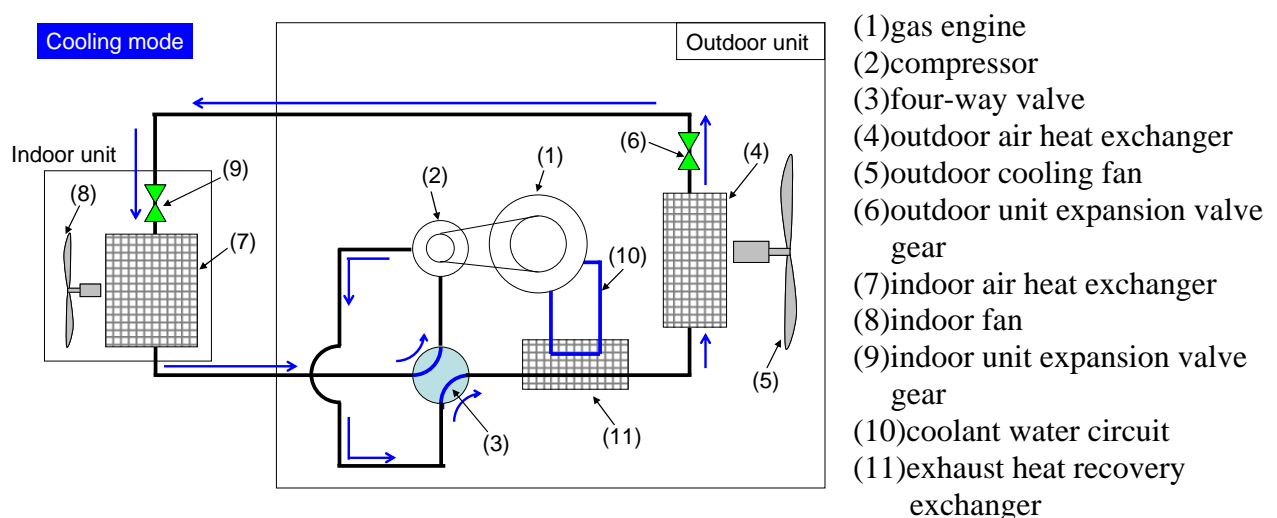 Cooling mode
Outdoor unit
Indoor unit
(8)
(9)
(7)
(2)
(1)
(6)
(4)
(10)
(5)
(3)
(11)
(1)gas engine
(2)compressor
(3)four-way valve
(4)outdoor air heat exchanger
(5)outdoor cooling fan
(6)outdoor unit expansion valve
gear
(7)indoor air heat exchanger
(8)indoor fan
(9)indoor unit expansion valve
gear
(10)coolant water circuit
(11)exhaust heat recovery
exchanger